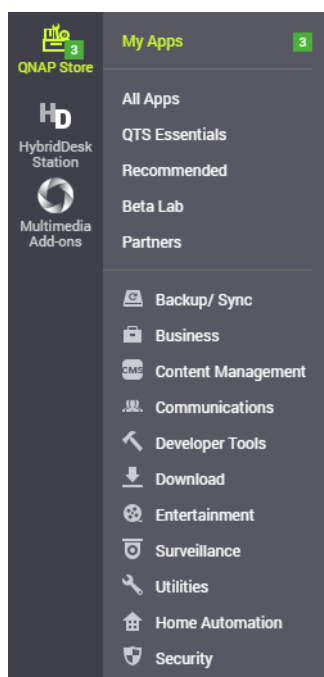 3
QNAP Store
HD
HybridDesk
Station
Multimedia
Add-ons
My Apps 3
All Apps
QTS Essentials
Recommended
Beta Lab
Partners
Backup/ Sync
Business
CMS Content Management
Communications
Developer Tools
Download
Entertainment
Surveillance
Utilities
Home Automation
Security